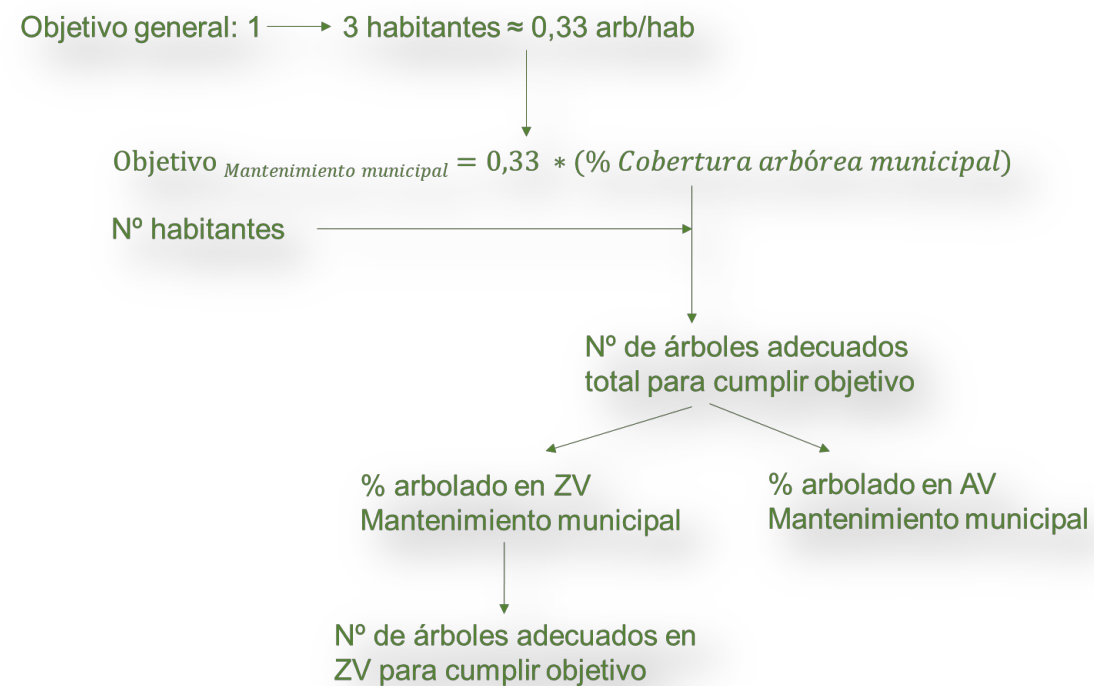 Objetivo general: 1 → 3 habitantes ≈ 0,33 arb/hab
Objetivo Mantenimiento municipal = 0,33 * (% Cobertura arbórea municipal)
Nº habitantes
Nº de árboles adecuados
total para cumplir objetivo
% arbolado en ZV
Mantenimiento municipal
% arbolado en AV
Mantenimiento municipal
Nº de árboles adecuados en
ZV para cumplir objetivo